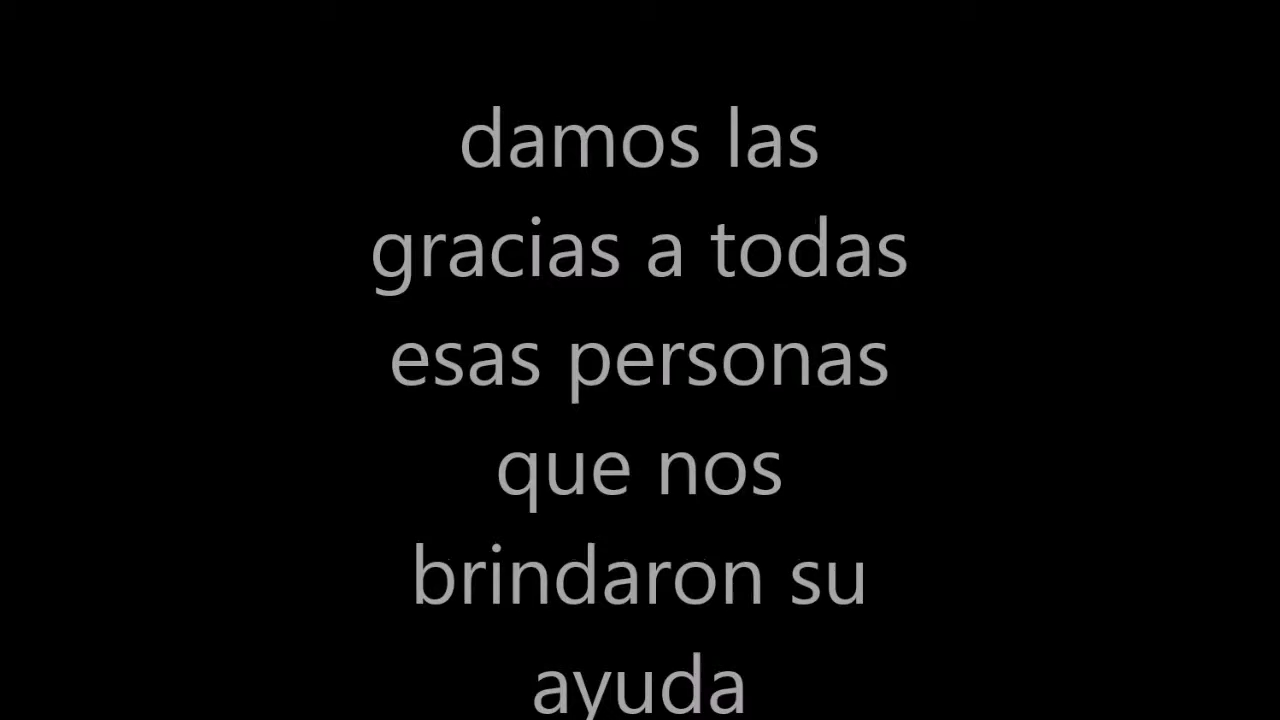 damos las
gracias a todas
esas personas
que nos
brindaron su
ayuda